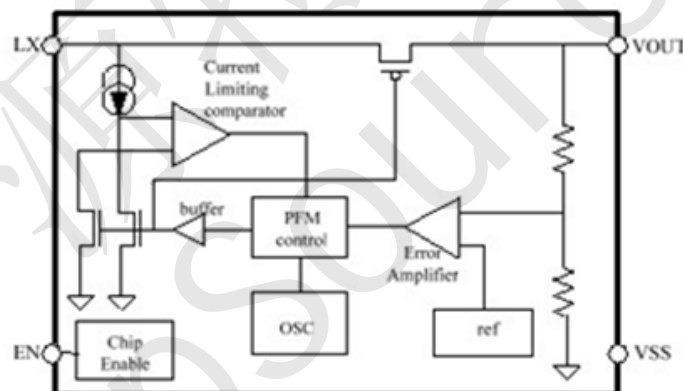 LX
VOUT
Current
Limiting
comparator
buffer
PFM
control
Error
Amplifier
OSC
ref
EN
Chip
Enable
VSS